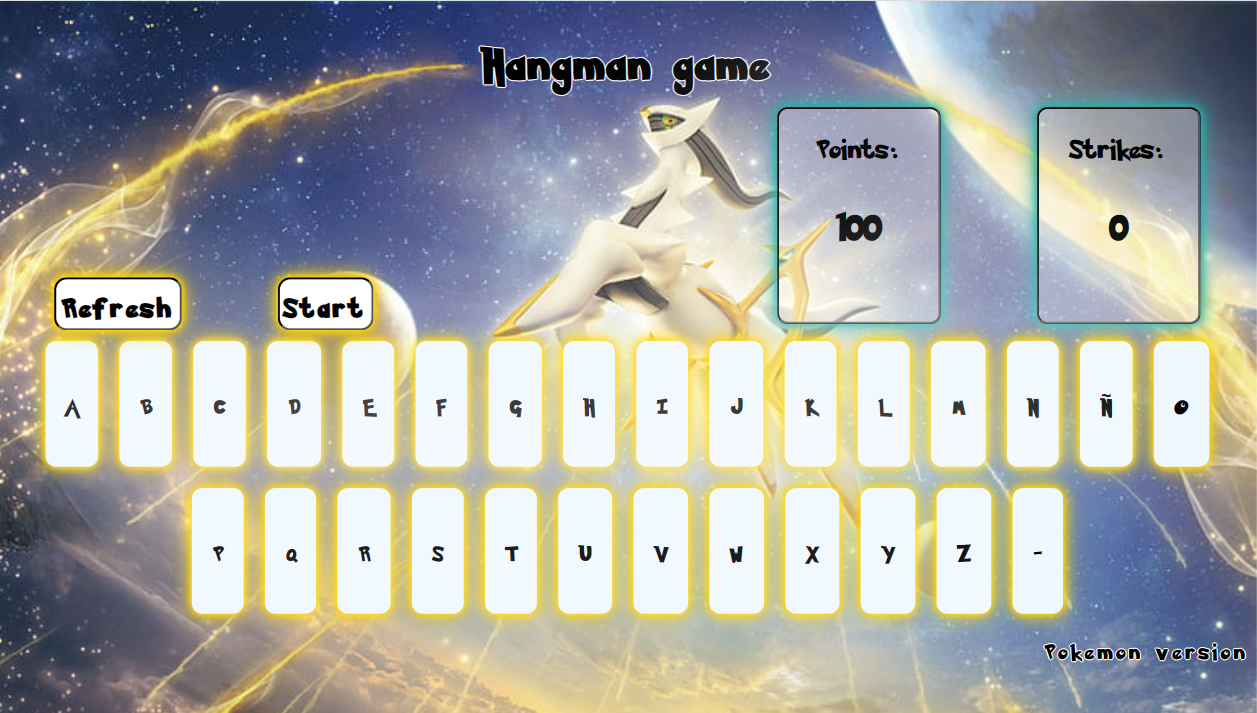 Hangman game
Points:
Strikes:
100
0
Refresh
Start
A B C D E F G H I J K L M N Ñ O
P Q R S T U V W X Y Z -
Pokemon version